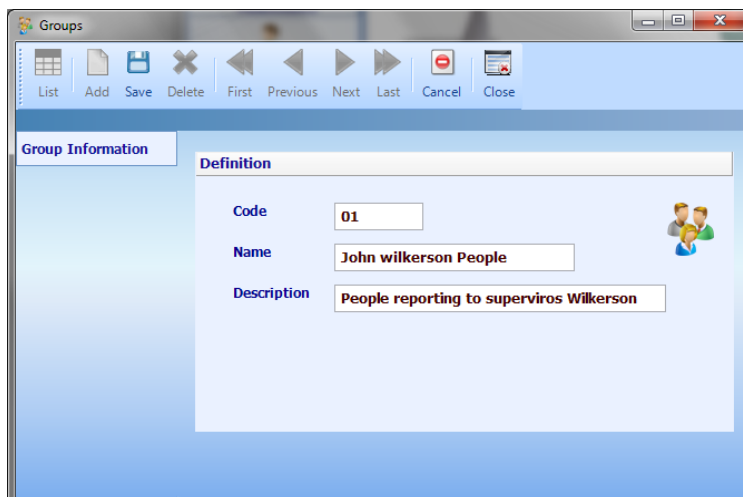 Groups
List Add Save Delete First Previous Next Last Cancel Close
Group Information
Definition
Code 01
Name John wilkerson People
Description People reporting to superviros Wilkerson